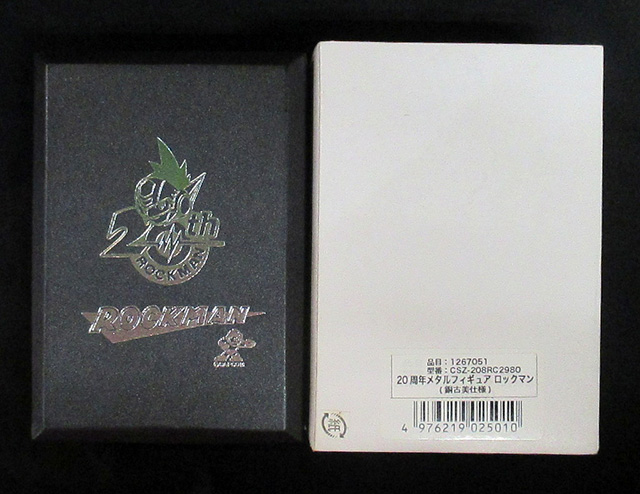 20th
ROCKMAN
ROCKMAN
CAPCOM
品目：1267051
型番：CSZ-208RC2980
20周年メタルフィギュア ロックマン
(銅古美仕様)
紙
4 976219 025010